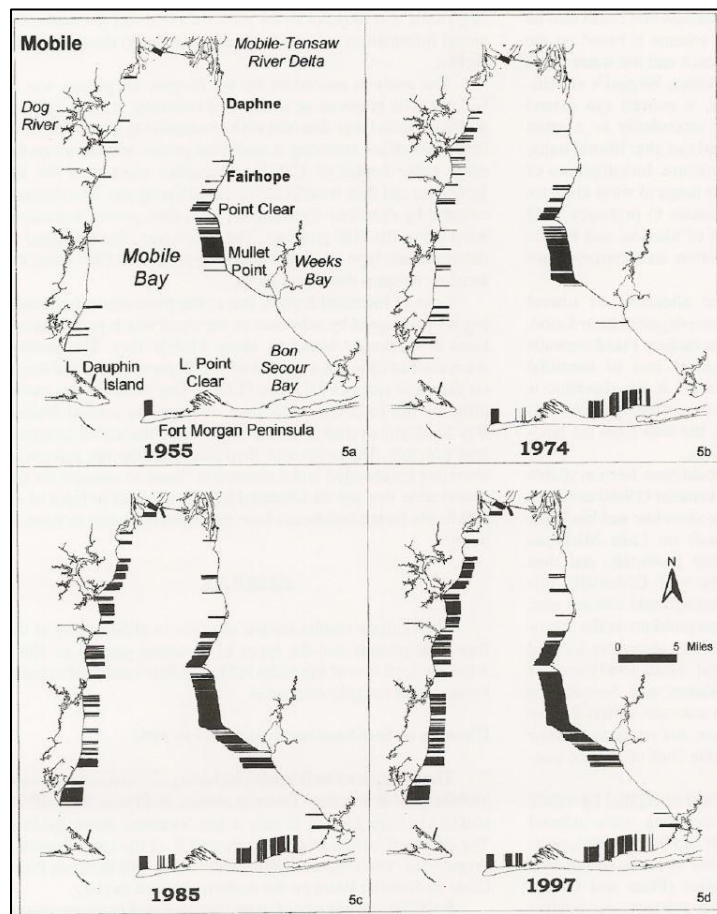 Mobile
Mobile-Tensaw
River Delta
Dog
River
Daphne
Fairhope
Point Clear
Mobile
Bay
Mullet
Point
Weeks
Bay
L. Dauphin
Island
L. Point
Clear
Bon
Secour
Bay
Fort Morgan Peninsula
1955
5a
1974
5b
N
0 5 Miles
1985
5c
1997
5d